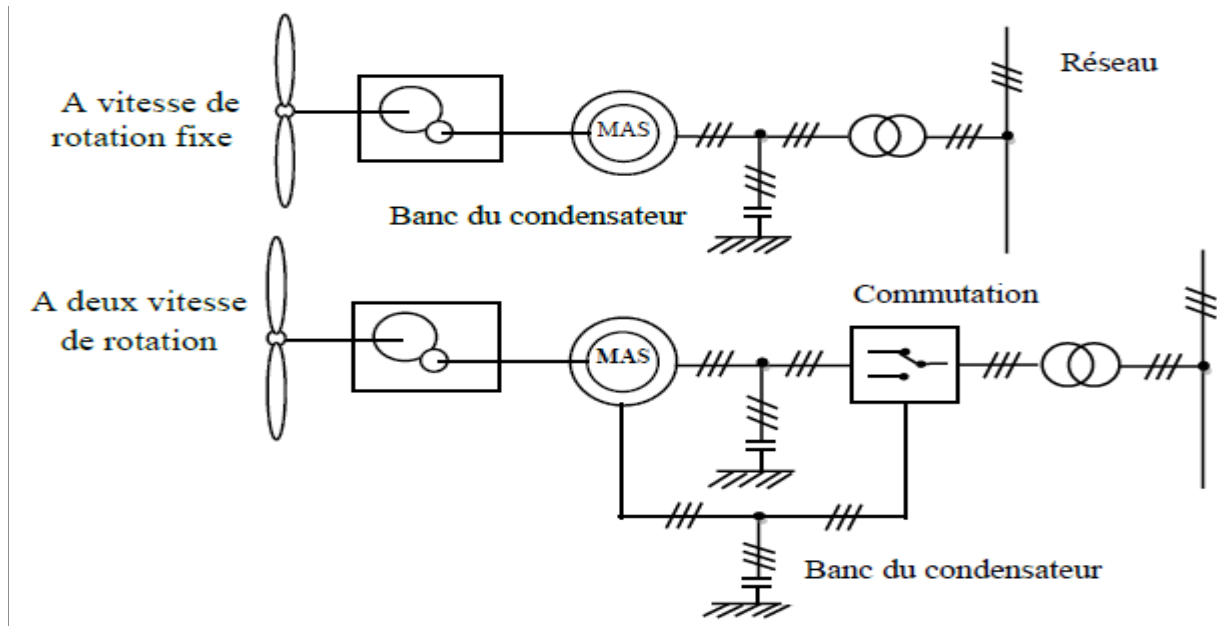 Réseau
A vitesse de
rotation fixe
MAS
Banc du condensateur
A deux vitesse
de rotation
Commutation
MAS
Banc du condensateur